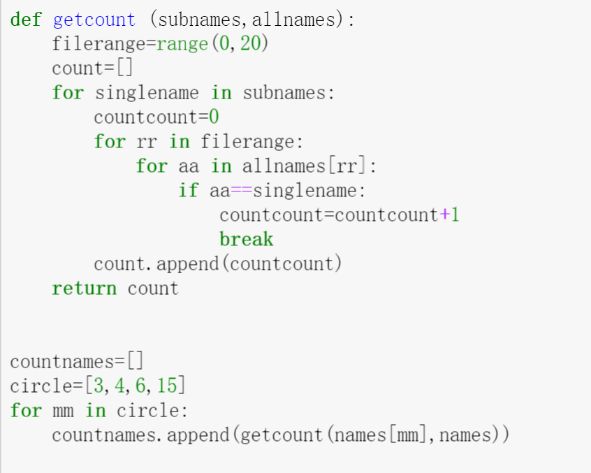 def getcount (subnames,allnames):
    filerange=range(0,20)
    count=[]
    for singlename in subnames:
        countcount=0
        for rr in filerange:
            for aa in allnames[rr]:
                if aa==singlename:
                    countcount=countcount+1
                    break
        count.append(countcount)
    return count
countnames=[]
circle=[3,4,6,15]
for mm in circle:
    countnames.append(getcount(names[mm],names))